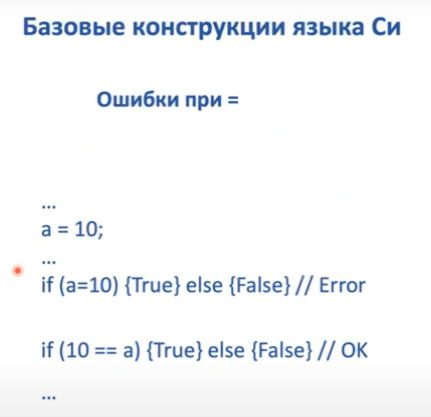 Базовые конструкции языка Си
Ошибки при =
...
a = 10;
...
if (a=10) {True} else {False} // Error
if (10 == a) {True} else {False} // OK
...